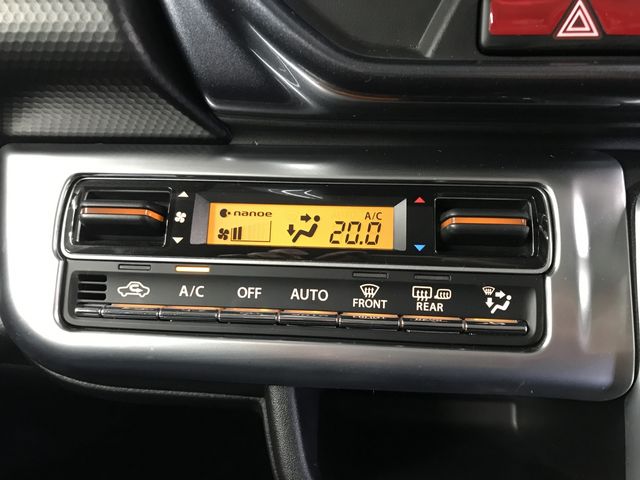 nanoe
A/C
20.0
A/C OFF AUTO FRONT REAR